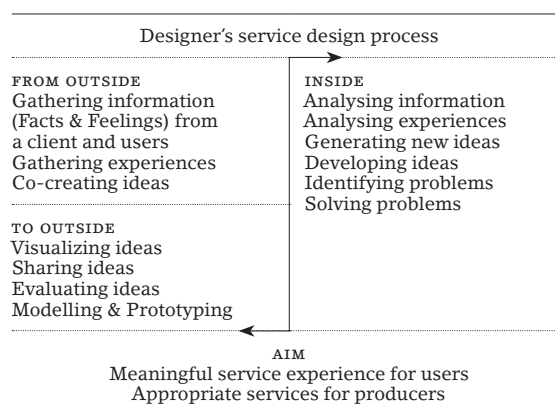 Designer’s service design process
FROM OUTSIDE
Gathering information
(Facts & Feelings) from
a client and users
Gathering experiences
Co-creating ideas
TO OUTSIDE
Visualizing ideas
Sharing ideas
Evaluating ideas
Modelling & Prototyping
INSIDE
Analysing information
Analysing experiences
Generating new ideas
Developing ideas
Identifying problems
Solving problems
AIM
Meaningful service experience for users
Appropriate services for producers